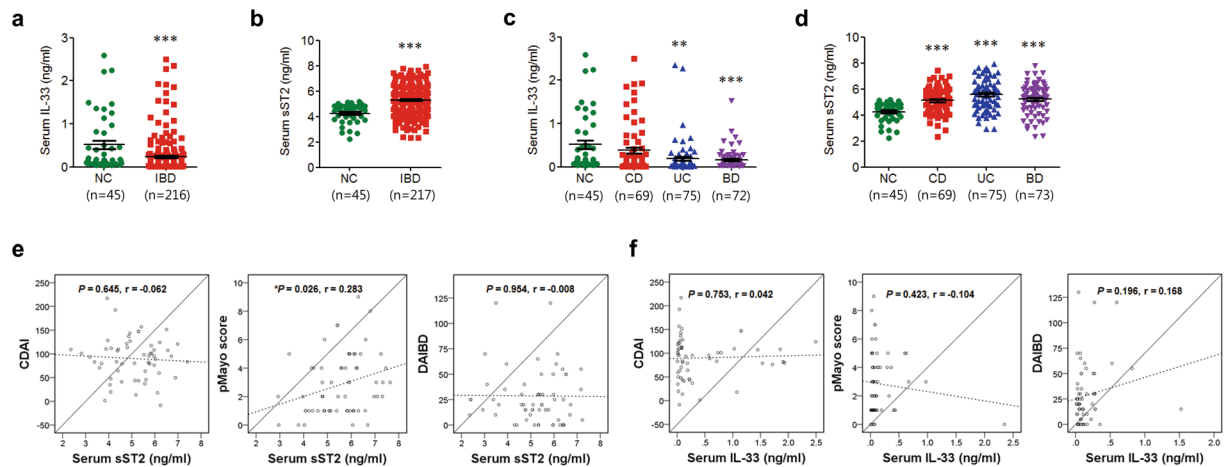 a
Serum IL-33 (ng/ml)
3
2
1
0
***
NC
IBD
(n=45)
(n=216)
b
Serum sST2 (ng/ml)
10
8
6
4
2
0
***
NC
IBD
(n=45)
(n=217)
c
Serum IL-33 (ng/ml)
3
2
1
0
**
***
NC
CD
UC
BD
(n=45)
(n=69)
(n=75)
(n=72)
d
Serum sST2 (ng/ml)
10
8
6
4
2
0
***
***
***
NC
CD
UC
BD
(n=45)
(n=69)
(n=75)
(n=73)
e
CDAI
250
200
150
100
50
0
-50
P = 0.645, r = -0.062
2 3 4 5 6 7 8
Serum sST2 (ng/ml)
pMayo score
10
8
6
4
2
0
*P = 0.026, r = 0.283
2 3 4 5 6 7 8
Serum sST2 (ng/ml)
DAIBD
150
125
100
75
50
25
0
P = 0.954, r = -0.008
2 3 4 5 6 7 8
Serum sST2 (ng/ml)
f
CDAI
250
200
150
100
50
0
-50
P = 0.753, r = 0.042
.0 .5 1.0 1.5 2.0 2.5
Serum IL-33 (ng/ml)
pMayo score
10
8
6
4
2
0
P = 0.423, r = -0.104
.0 .5 1.0 1.5 2.0 2.5
Serum IL-33 (ng/ml)
DAIBD
125
100
75
50
25
0
P = 0.196, r = 0.168
.0 .5 1.0 1.5 2.0
Serum IL-33 (ng/ml)